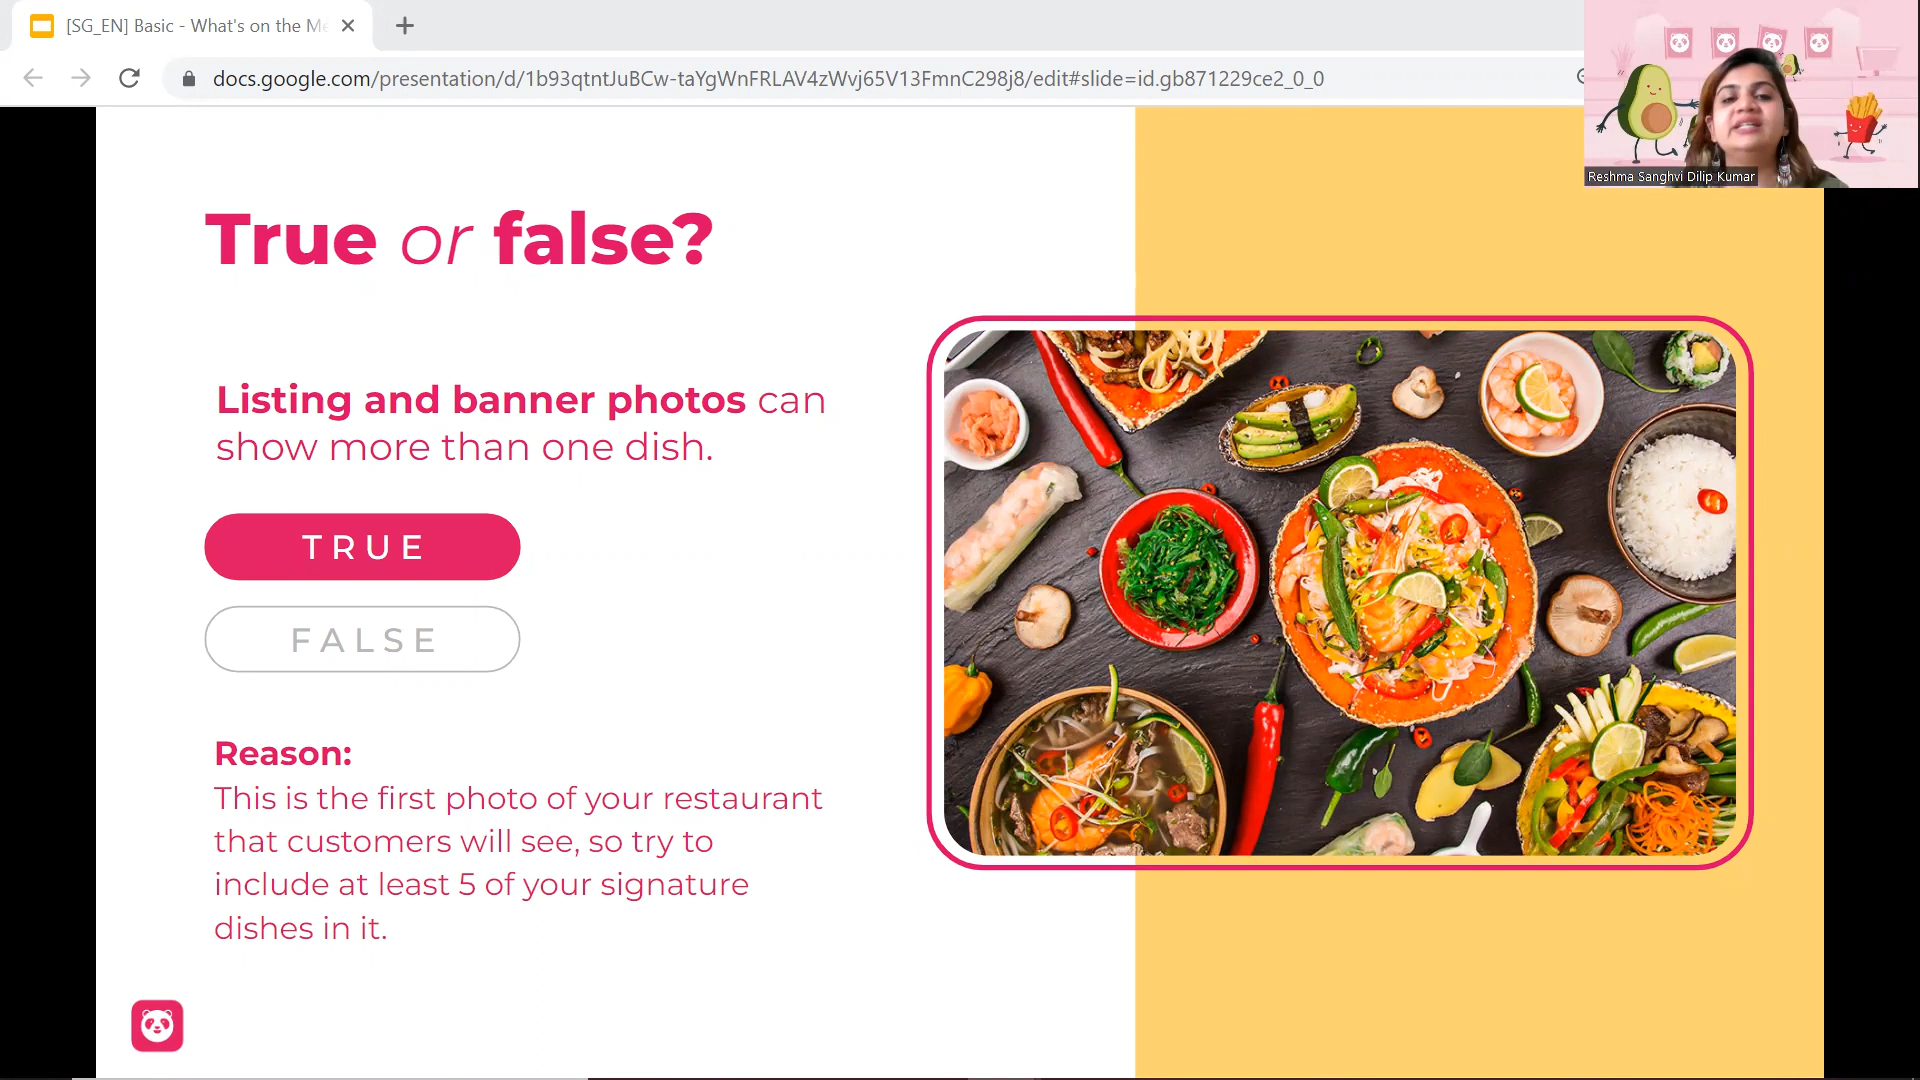 [SG_EN] Basic - What's on the Me
docs.google.com/presentation/d/1b93qtntJuBCw-taYgWnFRLAV4zWvj65V13FmnC298j8/edit#slide=id.gb871229ce2_0_0
Reshma Sanghvi Dilip Kumar
True or false?
Listing and banner photos can
show more than one dish.
TRUE
FALSE
Reason:
This is the first photo of your restaurant
that customers will see, so try to
include at least 5 of your signature
dishes in it.